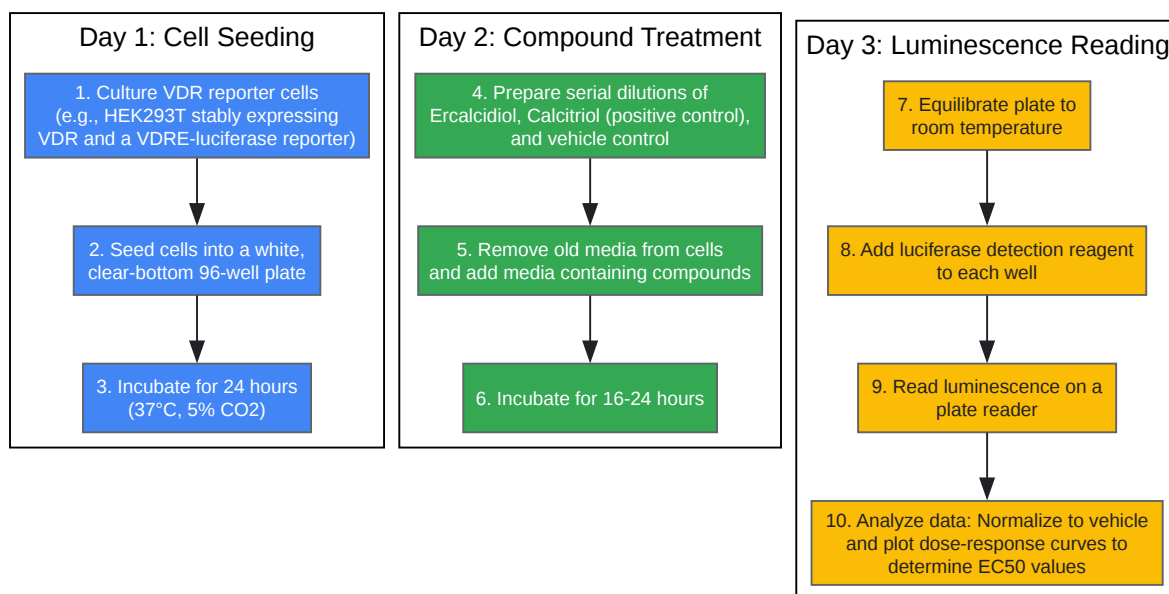 Day 1: Cell Seeding
1. Culture VDR reporter cells
(e.g., HEK293T stably expressing
VDR and a VDRE-luciferase reporter)
2. Seed cells into a white,
clear-bottom 96-well plate
3. Incubate for 24 hours
(37°C, 5% CO2)
Day 2: Compound Treatment
4. Prepare serial dilutions of
Ercalcidiol, Calcitriol (positive control),
and vehicle control
5. Remove old media from cells
and add media containing compounds
6. Incubate for 16-24 hours
Day 3: Luminescence Reading
7. Equilibrate plate to
room temperature
8. Add luciferase detection reagent
to each well
9. Read luminescence on a
plate reader
10. Analyze data: Normalize to vehicle
and plot dose-response curves to
determine EC50 values